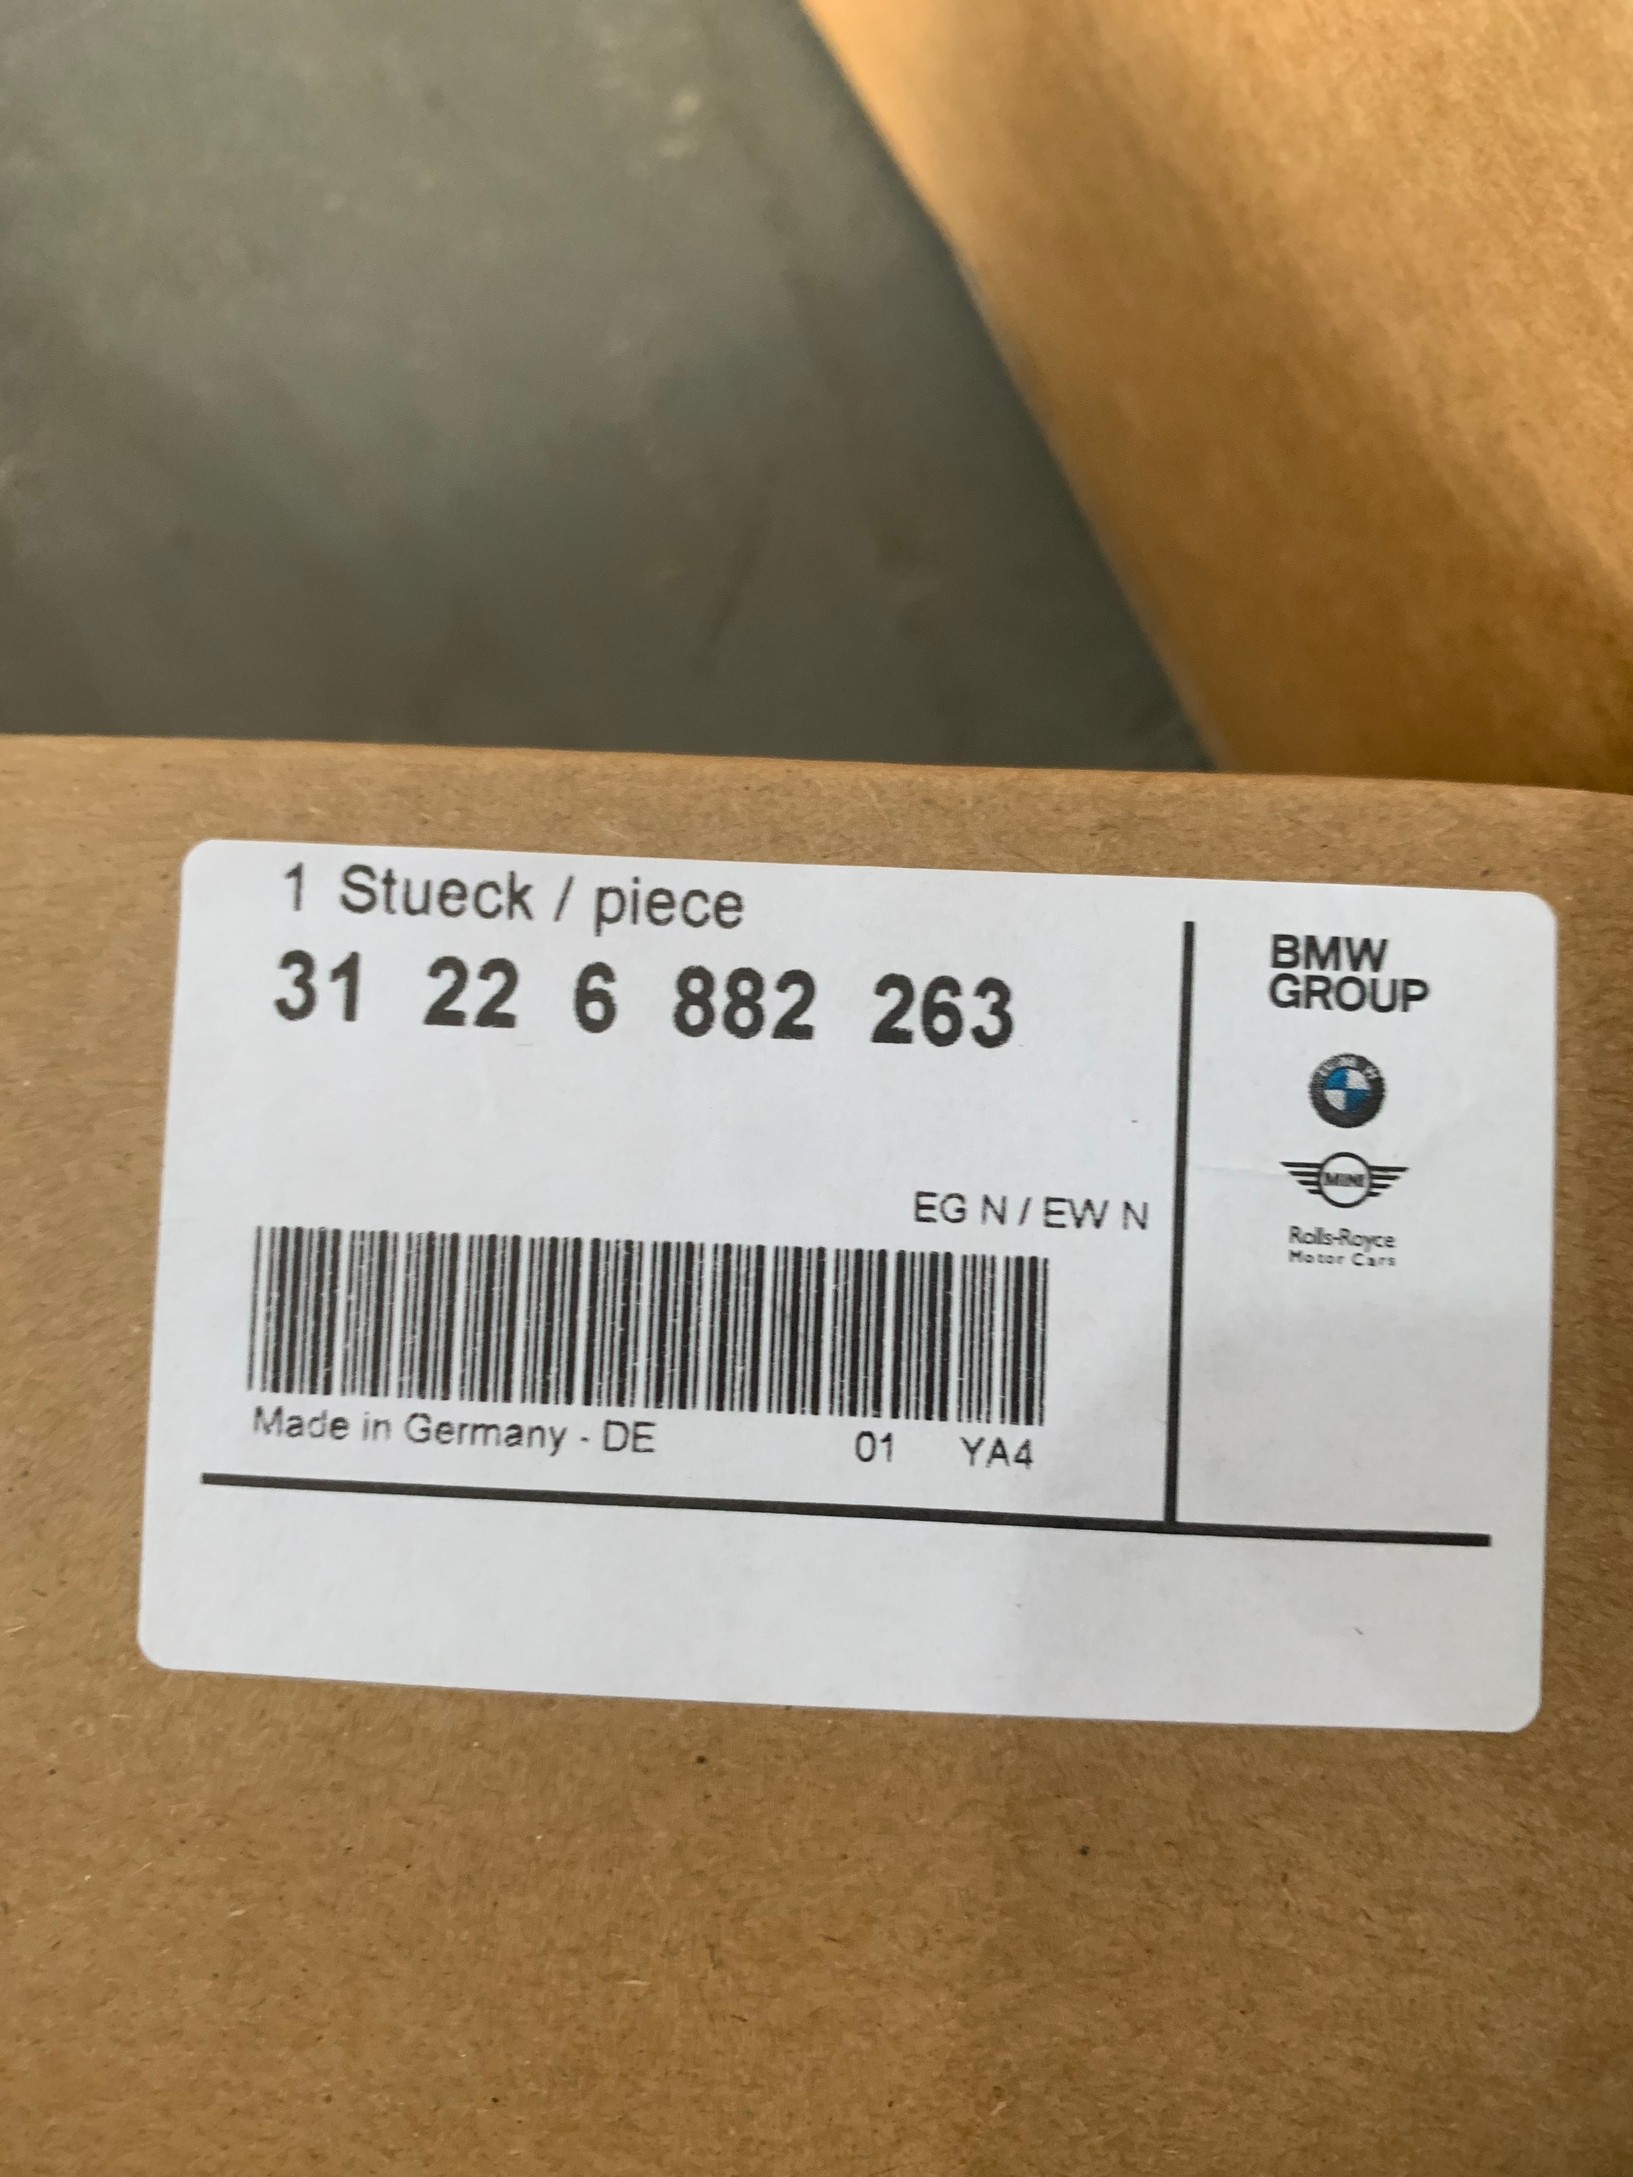 1 Stueck / piece
31 22 6 882 263
EG N / EW N
Made in Germany - DE 01 YA4
BMW
GROUP
MINI
Rolls-Royce
Motor Cars